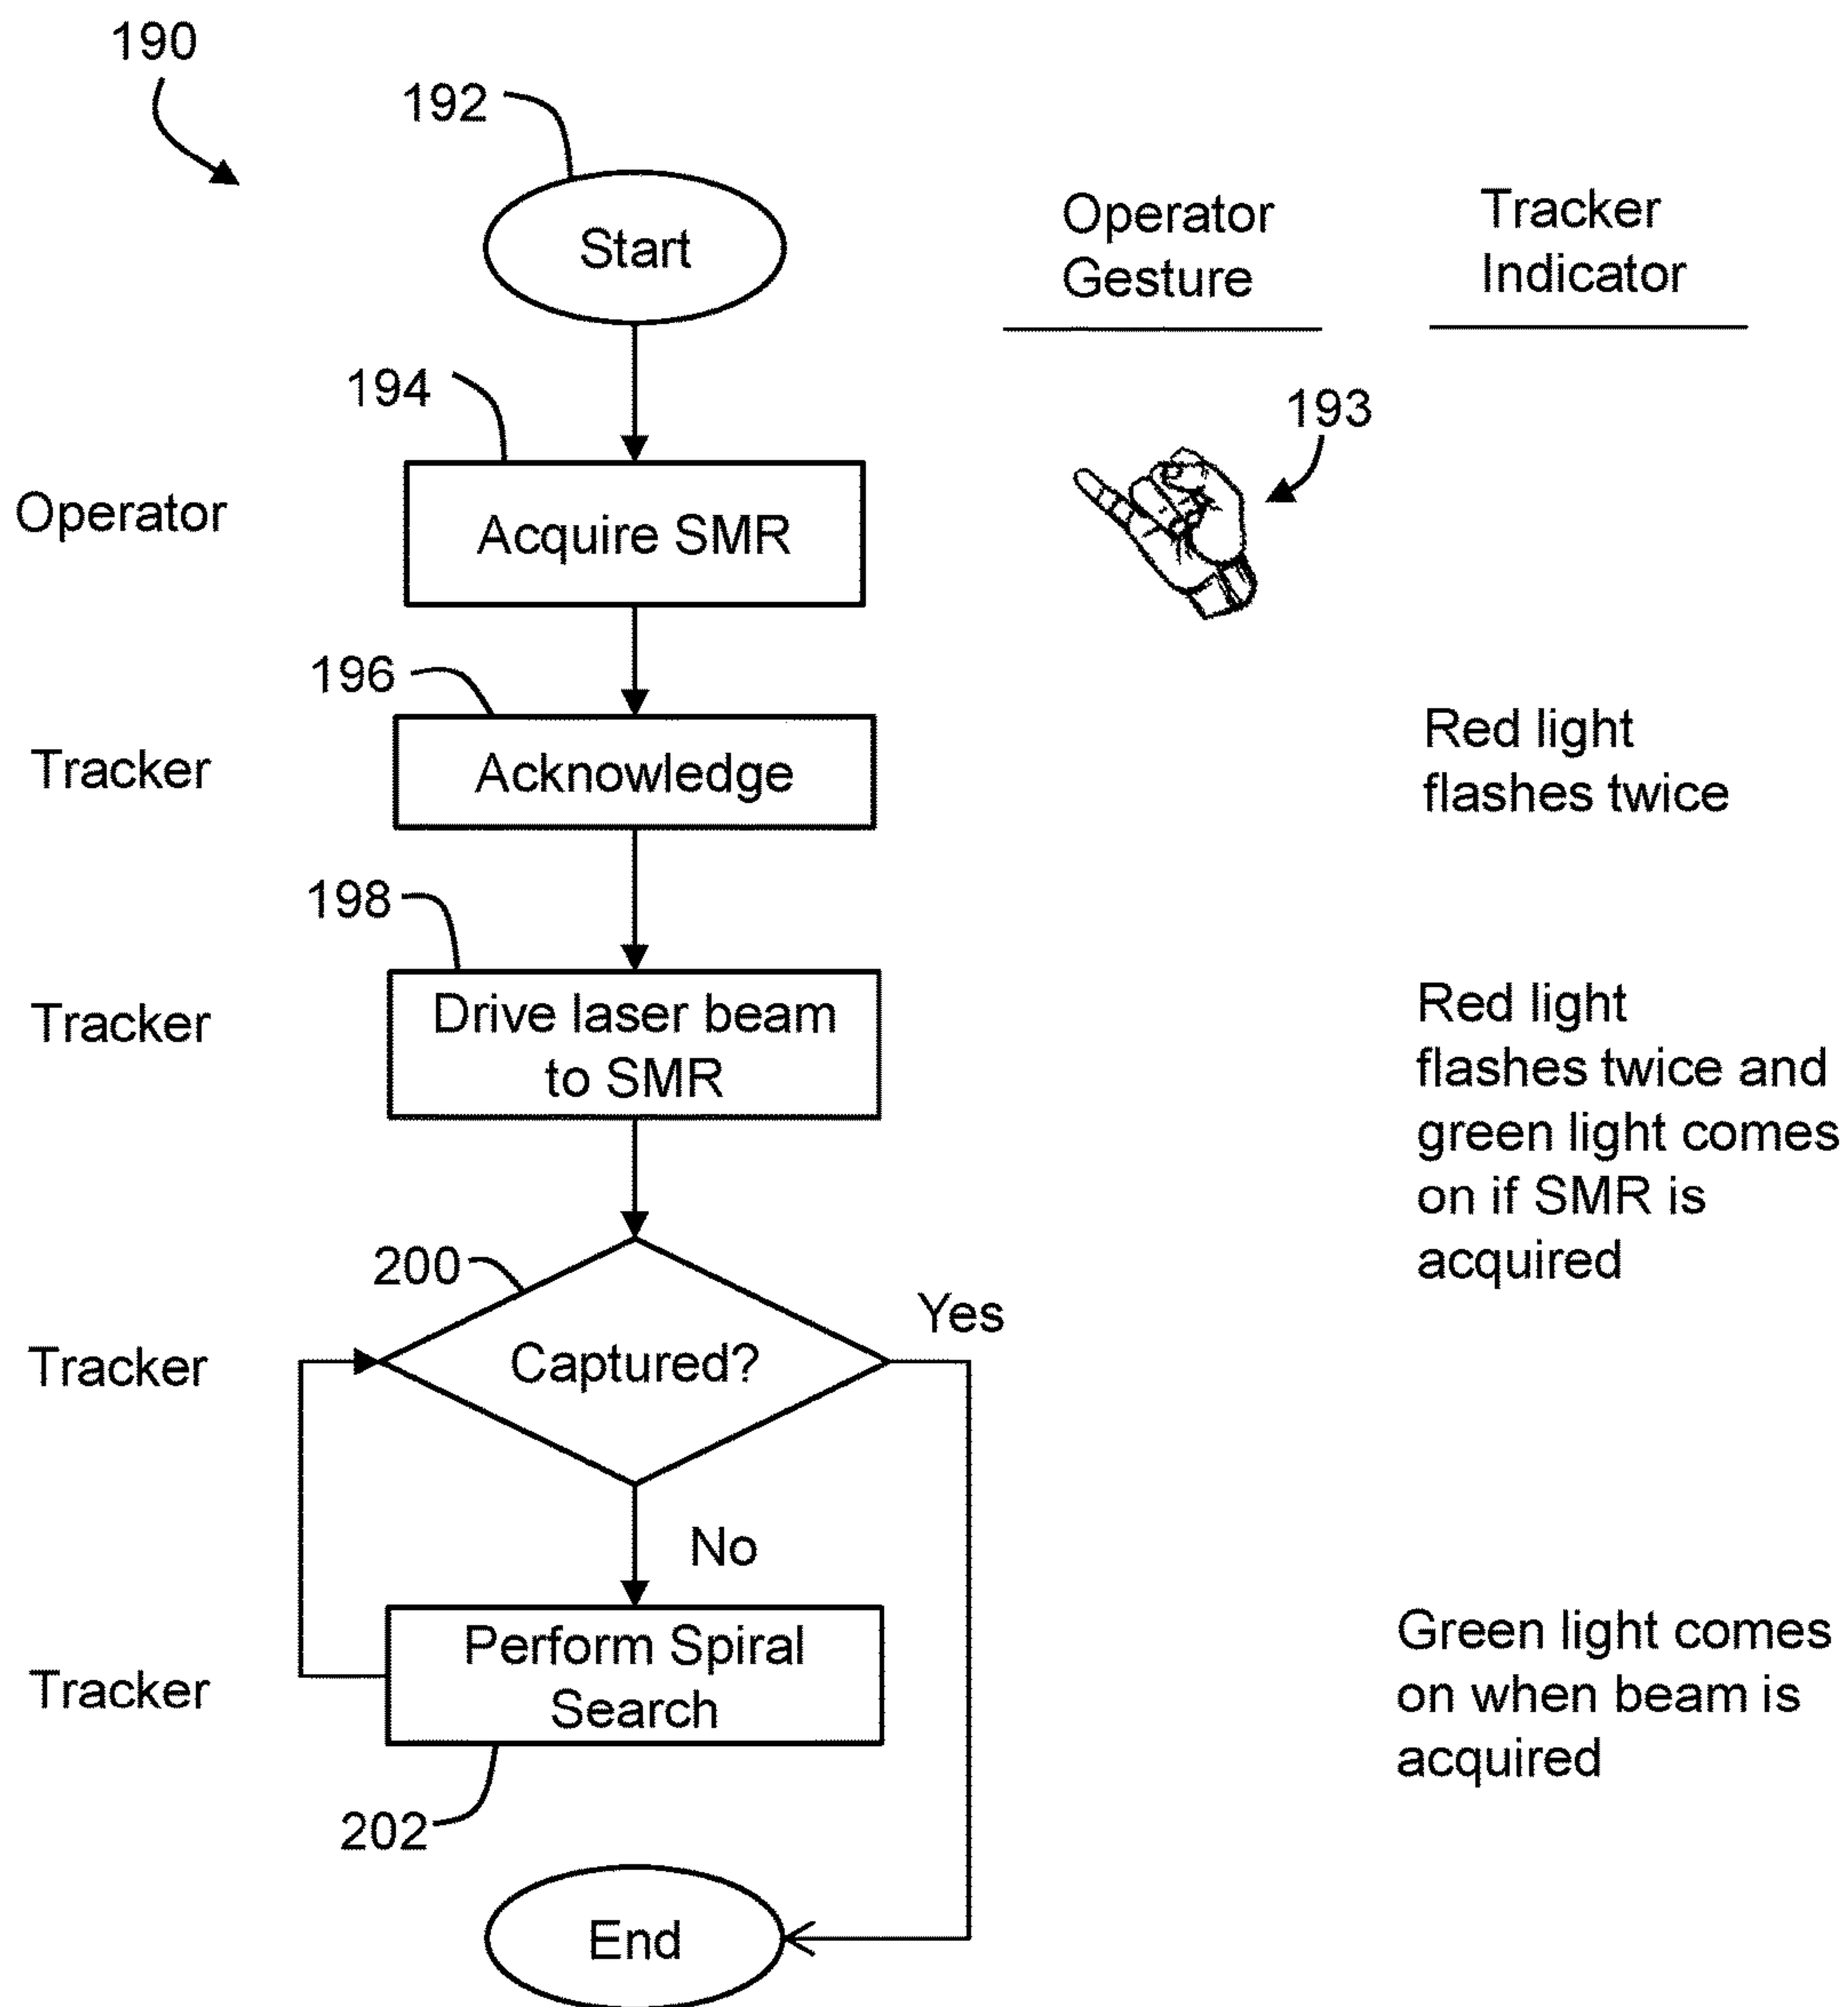 190
192
Start
Operator
Gesture
Tracker
Indicator
194
193
Operator
Acquire SMR
196
Tracker
Acknowledge
Red light
flashes twice
198
Tracker
Drive laser beam
to SMR
Red light
flashes twice and
green light comes
on if SMR is
acquired
200
Yes
Tracker
Captured?
No
Tracker
Perform Spiral
Search
Green light comes
on when beam is
acquired
202
End